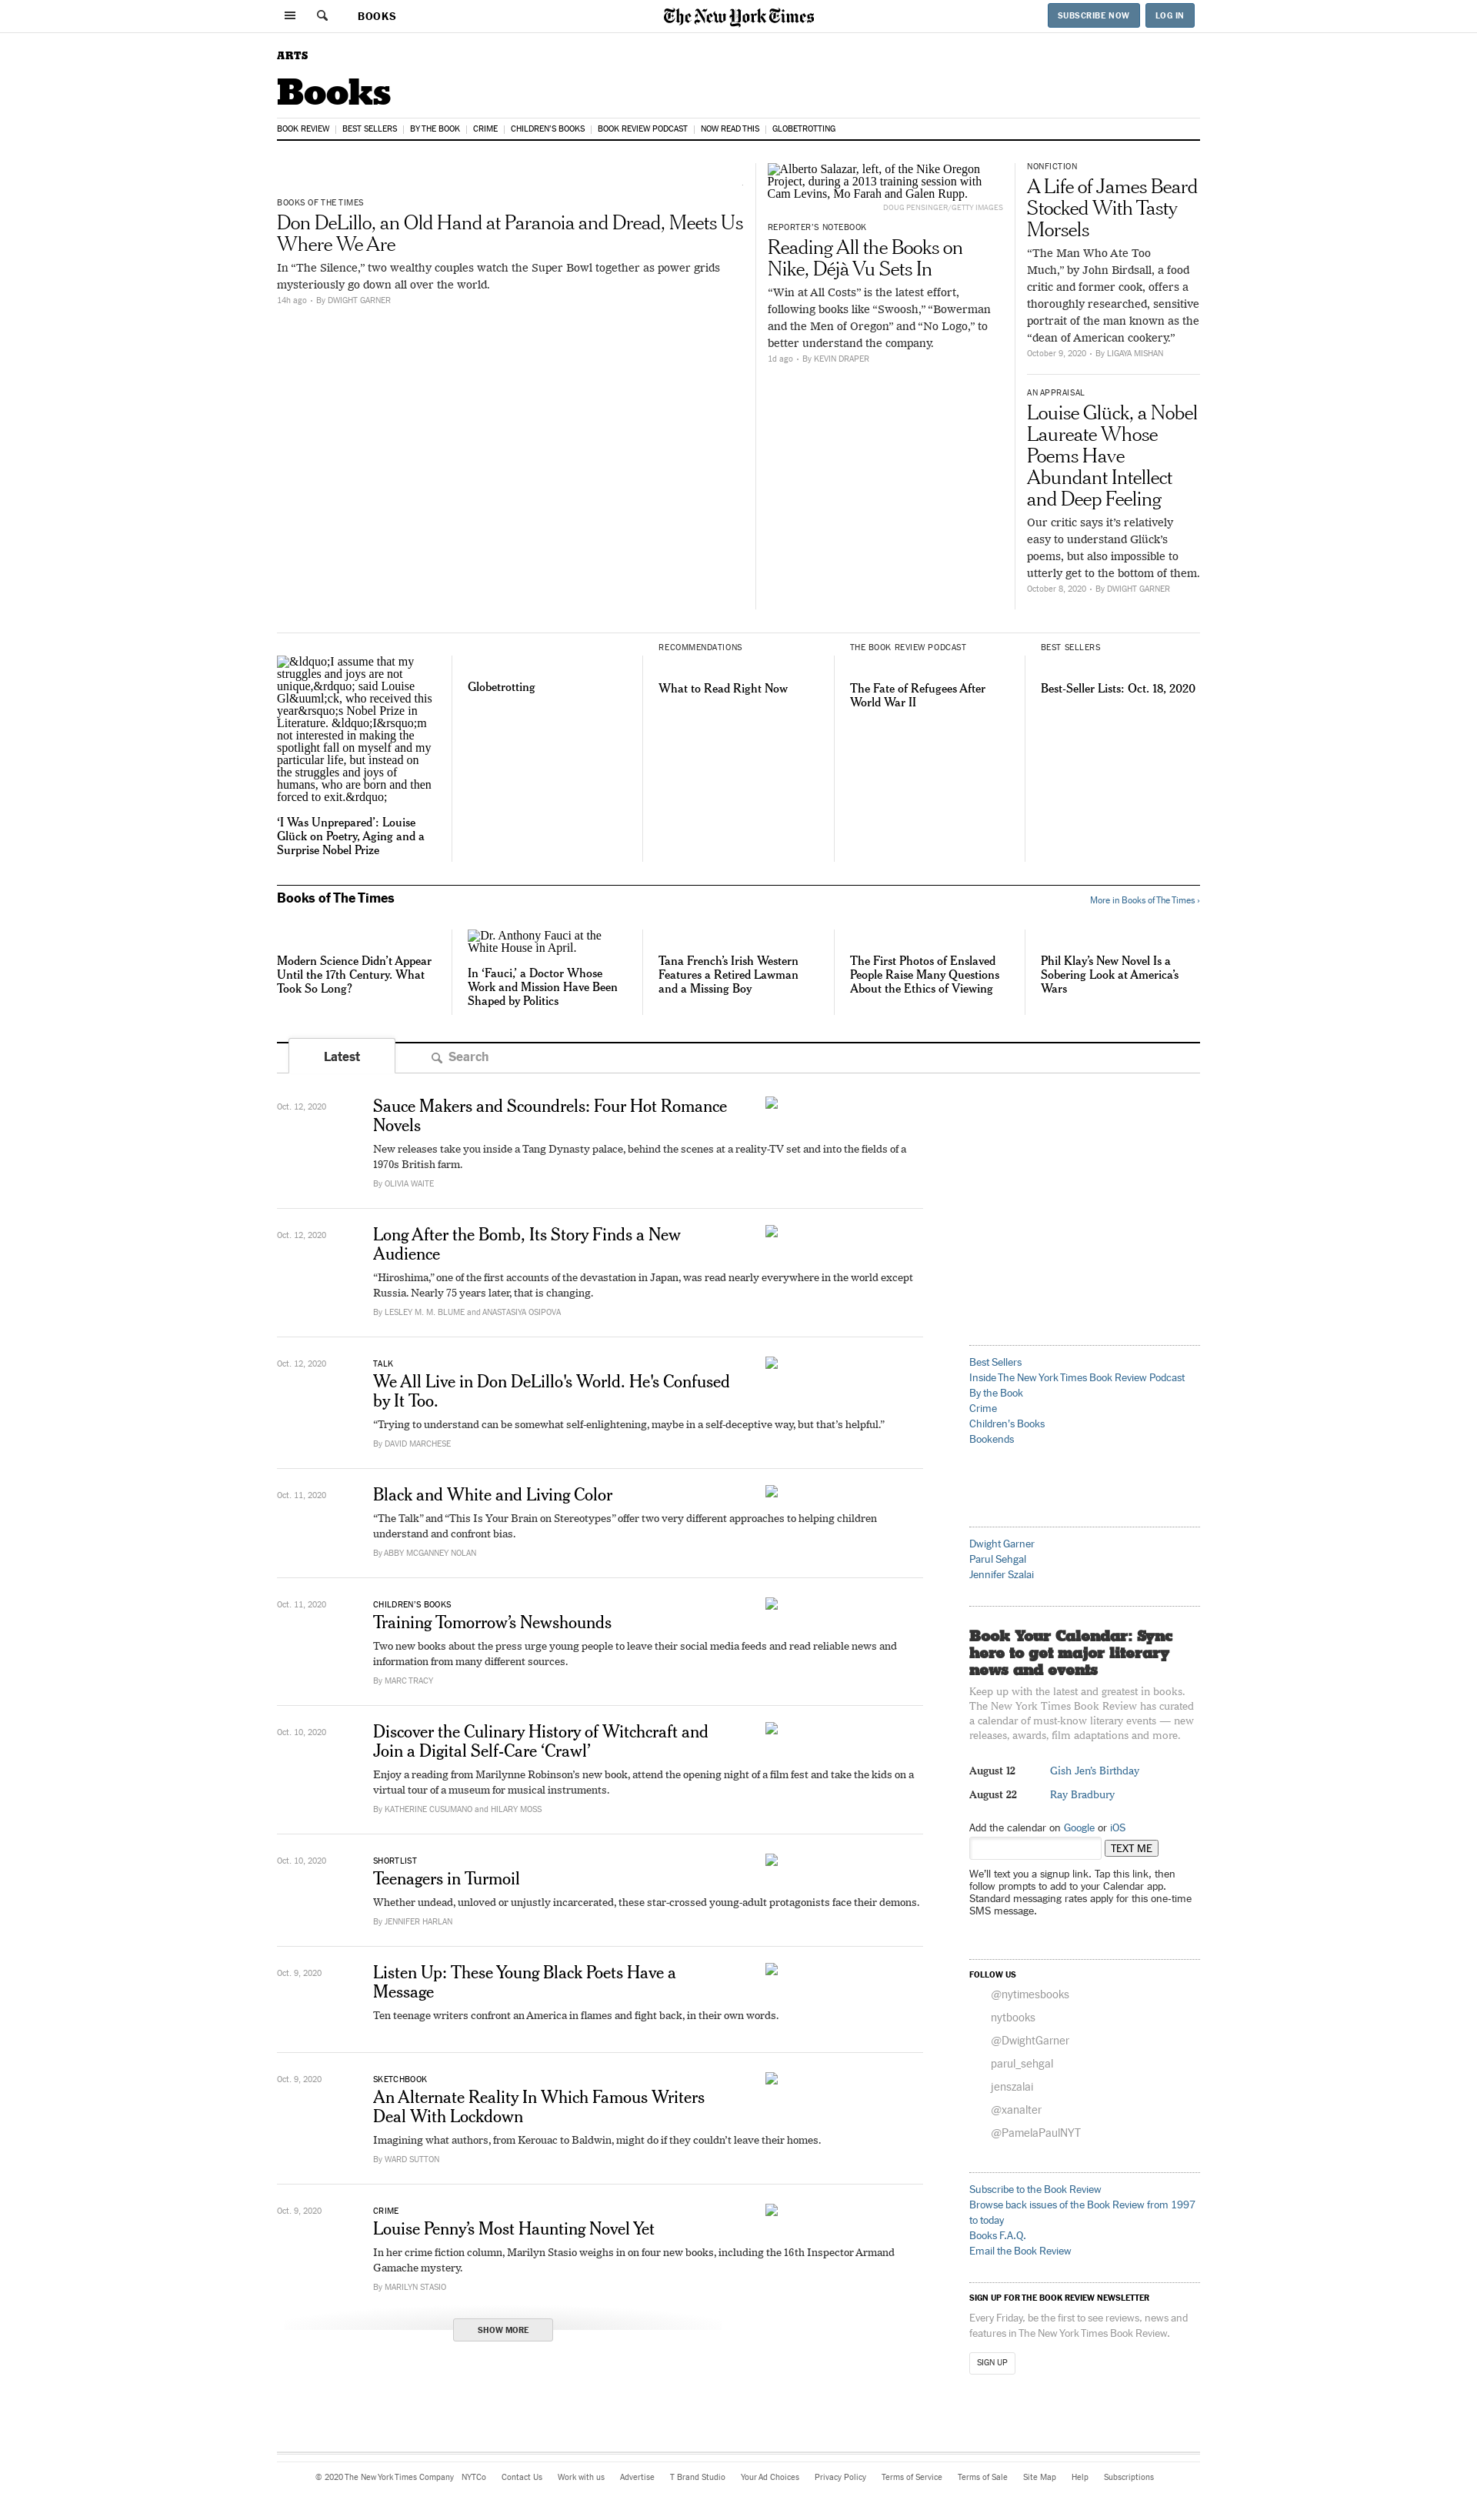 BOOKS
The New York Times
SUBSCRIBE NOW
LOG IN
ARTS
Books
BOOK REVIEW
BEST SELLERS
BY THE BOOK
CRIME
CHILDREN'S BOOKS
BOOK REVIEW PODCAST
NOW READ THIS
GLOBETROTTING
BOOKS OF THE TIMES
Don DeLillo, an Old Hand at Paranoia and Dread, Meets Us
Where We Are
In “The Silence,” two wealthy couples watch the Super Bowl together as power grids
mysteriously go down all over the world.
14h ago • By DWIGHT GARNER
Alberto Salazar, left, of the Nike Oregon
Project, during a 2013 training session with
Cam Levins, Mo Farah and Galen Rupp.
DOUG PENSINGER/GETTY IMAGES
REPORTER’S NOTEBOOK
Reading All the Books on
Nike, Déjà Vu Sets In
“Win at All Costs” is the latest effort,
following books like “Swoosh,” “Bowerman
and the Men of Oregon” and “No Logo,” to
better understand the company.
1d ago • By KEVIN DRAPER
NONFICTION
A Life of James Beard
Stocked With Tasty
Morsels
“The Man Who Ate Too
Much,” by John Birdsall, a food
critic and former cook, offers a
thoroughly researched, sensitive
portrait of the man known as the
“dean of American cookery.”
October 9, 2020 • By LIGAYA MISHAN
AN APPRAISAL
Louise Glück, a Nobel
Laureate Whose
Poems Have
Abundant Intellect
and Deep Feeling
Our critic says it’s relatively
easy to understand Glück’s
poems, but also impossible to
utterly get to the bottom of them.
October 8, 2020 • By DWIGHT GARNER
&ldquo;I assume that my
struggles and joys are not
unique,&rdquo; said Louise
Gl&uuml;ck, who received this
year&rsquo;s Nobel Prize in
Literature. &ldquo;I&rsquo;m
not interested in making the
spotlight fall on myself and my
particular life, but instead on
the struggles and joys of
humans, who are born and then
forced to exit.&rdquo;
‘I Was Unprepared’: Louise
Glück on Poetry, Aging and a
Surprise Nobel Prize
Globetrotting
RECOMMENDATIONS
What to Read Right Now
THE BOOK REVIEW PODCAST
The Fate of Refugees After
World War II
BEST SELLERS
Best-Seller Lists: Oct. 18, 2020
Books of The Times
More in Books of The Times ›
Modern Science Didn’t Appear
Until the 17th Century. What
Took So Long?
Dr. Anthony Fauci at the
White House in April.
In ‘Fauci,’ a Doctor Whose
Work and Mission Have Been
Shaped by Politics
Tana French’s Irish Western
Features a Retired Lawman
and a Missing Boy
The First Photos of Enslaved
People Raise Many Questions
About the Ethics of Viewing
Phil Klay’s New Novel Is a
Sobering Look at America’s
Wars
Latest
Search
Oct. 12, 2020
Sauce Makers and Scoundrels: Four Hot Romance
Novels
New releases take you inside a Tang Dynasty palace, behind the scenes at a reality-TV set and into the fields of a
1970s British farm.
By OLIVIA WAITE
Oct. 12, 2020
Long After the Bomb, Its Story Finds a New
Audience
“Hiroshima,” one of the first accounts of the devastation in Japan, was read nearly everywhere in the world except
Russia. Nearly 75 years later, that is changing.
By LESLEY M. M. BLUME and ANASTASIYA OSIPOVA
Oct. 12, 2020
TALK
We All Live in Don DeLillo's World. He's Confused
by It Too.
“Trying to understand can be somewhat self-enlightening, maybe in a self-deceptive way, but that’s helpful.”
By DAVID MARCHESE
Oct. 11, 2020
Black and White and Living Color
“The Talk” and “This Is Your Brain on Stereotypes” offer two very different approaches to helping children
understand and confront bias.
By ABBY MCGANNEY NOLAN
Oct. 11, 2020
CHILDREN’S BOOKS
Training Tomorrow’s Newshounds
Two new books about the press urge young people to leave their social media feeds and read reliable news and
information from many different sources.
By MARC TRACY
Oct. 10, 2020
Discover the Culinary History of Witchcraft and
Join a Digital Self-Care ‘Crawl’
Enjoy a reading from Marilynne Robinson’s new book, attend the opening night of a film fest and take the kids on a
virtual tour of a museum for musical instruments.
By KATHERINE CUSUMANO and HILARY MOSS
Oct. 10, 2020
SHORTLIST
Teenagers in Turmoil
Whether undead, unloved or unjustly incarcerated, these star-crossed young-adult protagonists face their demons.
By JENNIFER HARLAN
Oct. 9, 2020
Listen Up: These Young Black Poets Have a
Message
Ten teenage writers confront an America in flames and fight back, in their own words.
Oct. 9, 2020
SKETCHBOOK
An Alternate Reality In Which Famous Writers
Deal With Lockdown
Imagining what authors, from Kerouac to Baldwin, might do if they couldn’t leave their homes.
By WARD SUTTON
Oct. 9, 2020
CRIME
Louise Penny’s Most Haunting Novel Yet
In her crime fiction column, Marilyn Stasio weighs in on four new books, including the 16th Inspector Armand
Gamache mystery.
By MARILYN STASIO
SHOW MORE
Best Sellers
Inside The New York Times Book Review Podcast
By the Book
Crime
Children's Books
Bookends
Dwight Garner
Parul Sehgal
Jennifer Szalai
Book Your Calendar: Sync
here to get major literary
news and events
Keep up with the latest and greatest in books.
The New York Times Book Review has curated
a calendar of must-know literary events — new
releases, awards, film adaptations and more.
August 12 Gish Jen’s Birthday
August 22 Ray Bradbury
Add the calendar on Google or iOS
TEXT ME
We’ll text you a signup link. Tap this link, then
follow prompts to add to your Calendar app.
Standard messaging rates apply for this one-time
SMS message.
FOLLOW US
@nytimesbooks
nytbooks
@DwightGarner
parul_sehgal
jenszalai
@xanalter
@PamelaPaulNYT
Subscribe to the Book Review
Browse back issues of the Book Review from 1997
to today
Books F.A.Q.
Email the Book Review
SIGN UP FOR THE BOOK REVIEW NEWSLETTER
Every Friday, be the first to see reviews, news and
features in The New York Times Book Review.
SIGN UP
© 2020 The New York Times Company NYTCo Contact Us Work with us Advertise T Brand Studio Your Ad Choices Privacy Policy Terms of Service Terms of Sale Site Map Help Subscriptions